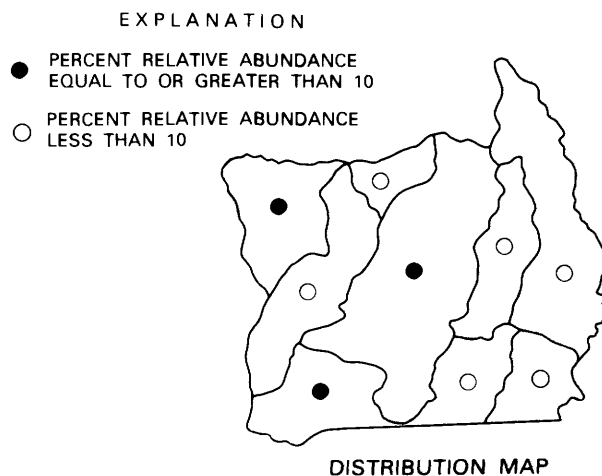 EXPLANATION
PERCENT RELATIVE ABUNDANCE
EQUAL TO OR GREATER THAN 10
PERCENT RELATIVE ABUNDANCE
LESS THAN 10
DISTRIBUTION MAP